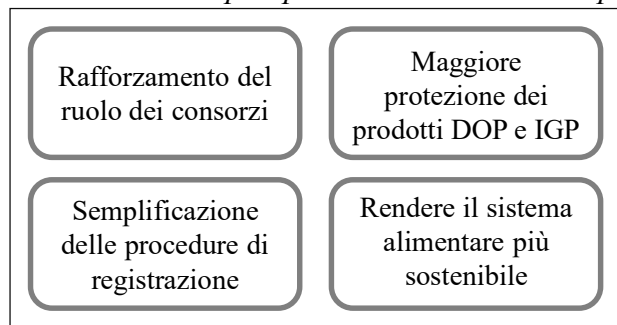 Rafforzamento del
ruolo dei consorzi
Maggiore
protezione dei
prodotti DOP e IGP
Semplificazione
delle procedure di
registrazione
Rendere il sistema
alimentare più
sostenibile